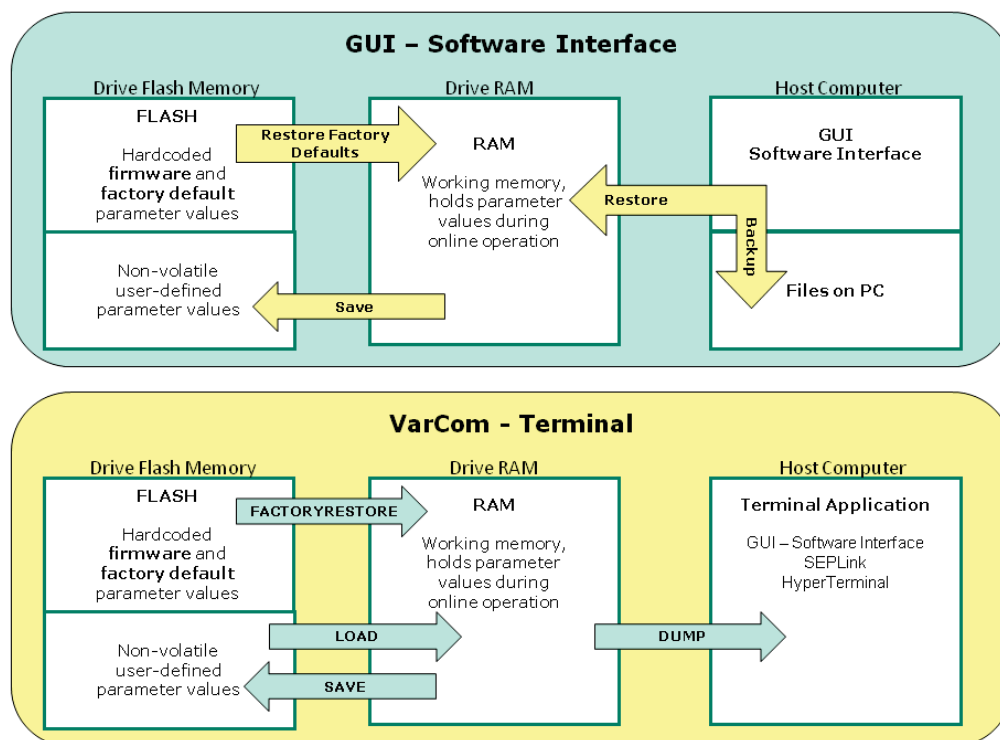 GUI – Software Interface
Drive Flash Memory
FLASH
Hardcoded
firmware and
factory default
parameter values
Non-volatile
user-defined
parameter values
Restore Factory
Defaults
Save
Drive RAM
RAM
Working memory,
holds parameter
values during
online operation
Restore
Backup
Host Computer
GUI
Software Interface
Files on PC
VarCom – Terminal
Drive Flash Memory
FLASH
Hardcoded
firmware and
factory default
parameter values
Non-volatile
user-defined
parameter values
FACTORYRESTORE
LOAD
SAVE
Drive RAM
RAM
Working memory,
holds parameter
values during
online operation
DUMP
Host Computer
Terminal Application
GUI – Software Interface
SEPLink
HyperTerminal